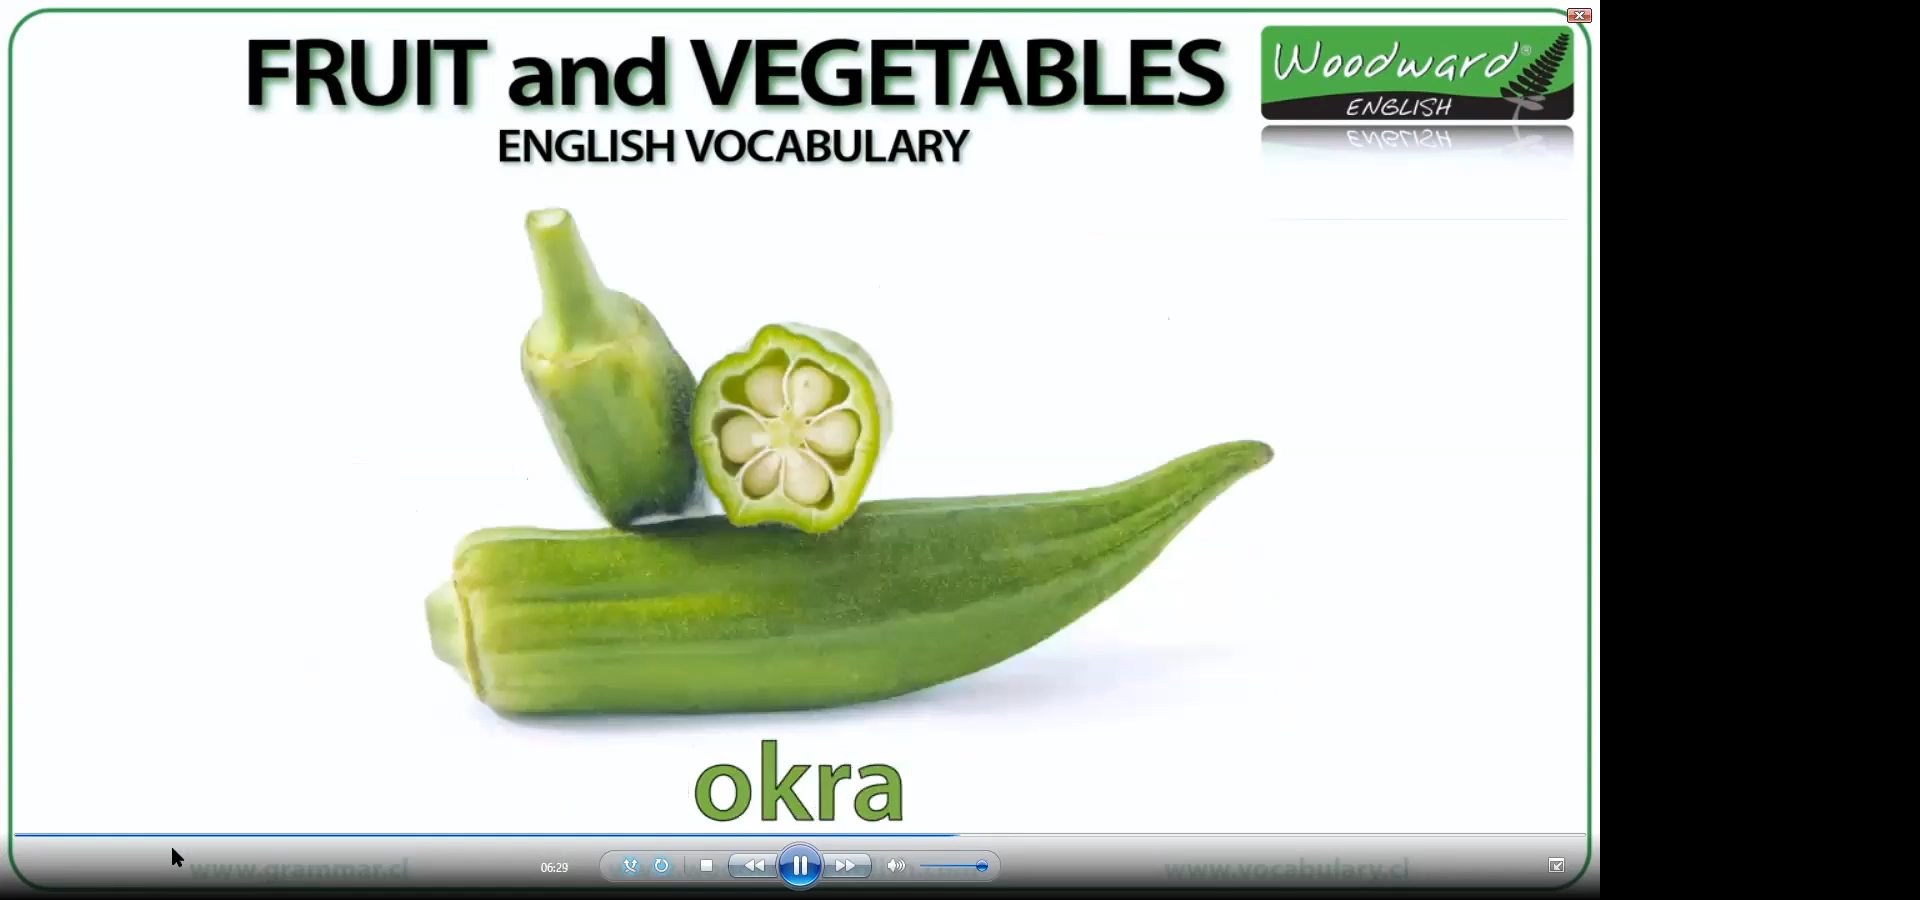 FRUIT and VEGETABLES
ENGLISH VOCABULARY
Woodward®
ENGLISH
okra
www.grammar.cl
www.vocabulary.cl
06:29